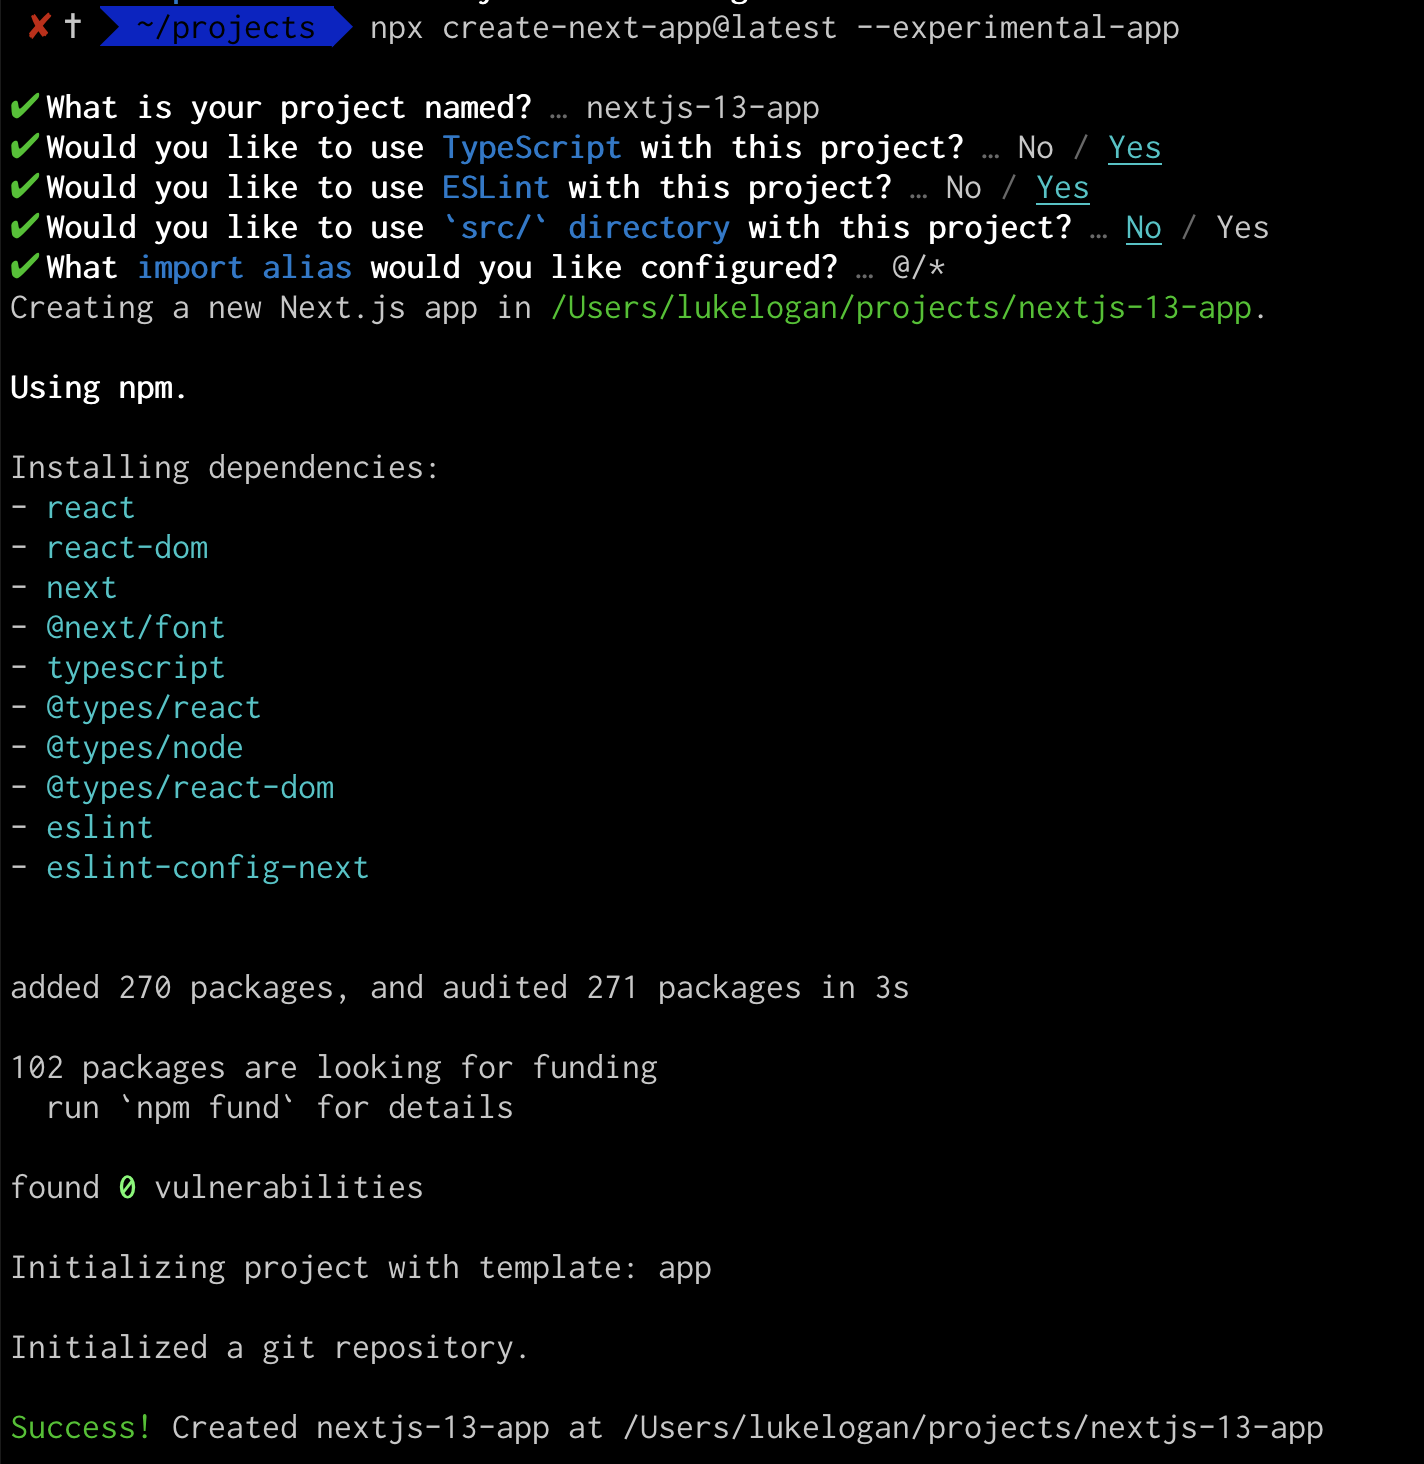 ✘ † ~/projects npx create-next-app@latest --experimental-app
✔ What is your project named? … nextjs-13-app
✔ Would you like to use TypeScript with this project? … No / Yes
✔ Would you like to use ESLint with this project? … No / Yes
✔ Would you like to use `src/` directory with this project? … No / Yes
✔ What import alias would you like configured? … @/*
Creating a new Next.js app in /Users/lukelogan/projects/nextjs-13-app.
Using npm.
Installing dependencies:
- react
- react-dom
- next
- @next/font
- typescript
- @types/react
- @types/node
- @types/react-dom
- eslint
- eslint-config-next
added 270 packages, and audited 271 packages in 3s
102 packages are looking for funding
run `npm fund` for details
found 0 vulnerabilities
Initializing project with template: app
Initialized a git repository.
Success! Created nextjs-13-app at /Users/lukelogan/projects/nextjs-13-app